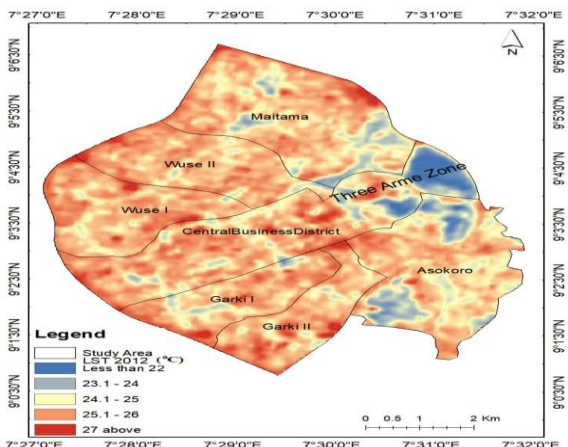 7°27'0"E 7°28'0"E 7°29'0"E 7°30'0"E 7°31'0"E 7°32'0"E
N
9°6'30"N 9°6'30"N
9°5'30"N 9°5'30"N
9°4'30"N 9°4'30"N
9°3'30"N 9°3'30"N
9°2'30"N 9°2'30"N
9°1'30"N 9°1'30"N
9°0'30"N 9°0'30"N
Maitama
Wuse II
Three Arme Zone
Wuse I
CentralBusinessDistrict
Asokoro
Garki I
Garki II
Legend
Study Area
LST 2012 (°C)
Less than 22
23.1 - 24
24.1 - 25
25.1 - 26
27 above
0 0.5 1 2 Km
7°27'0"E 7°28'0"E 7°29'0"E 7°30'0"E 7°31'0"E 7°32'0"E